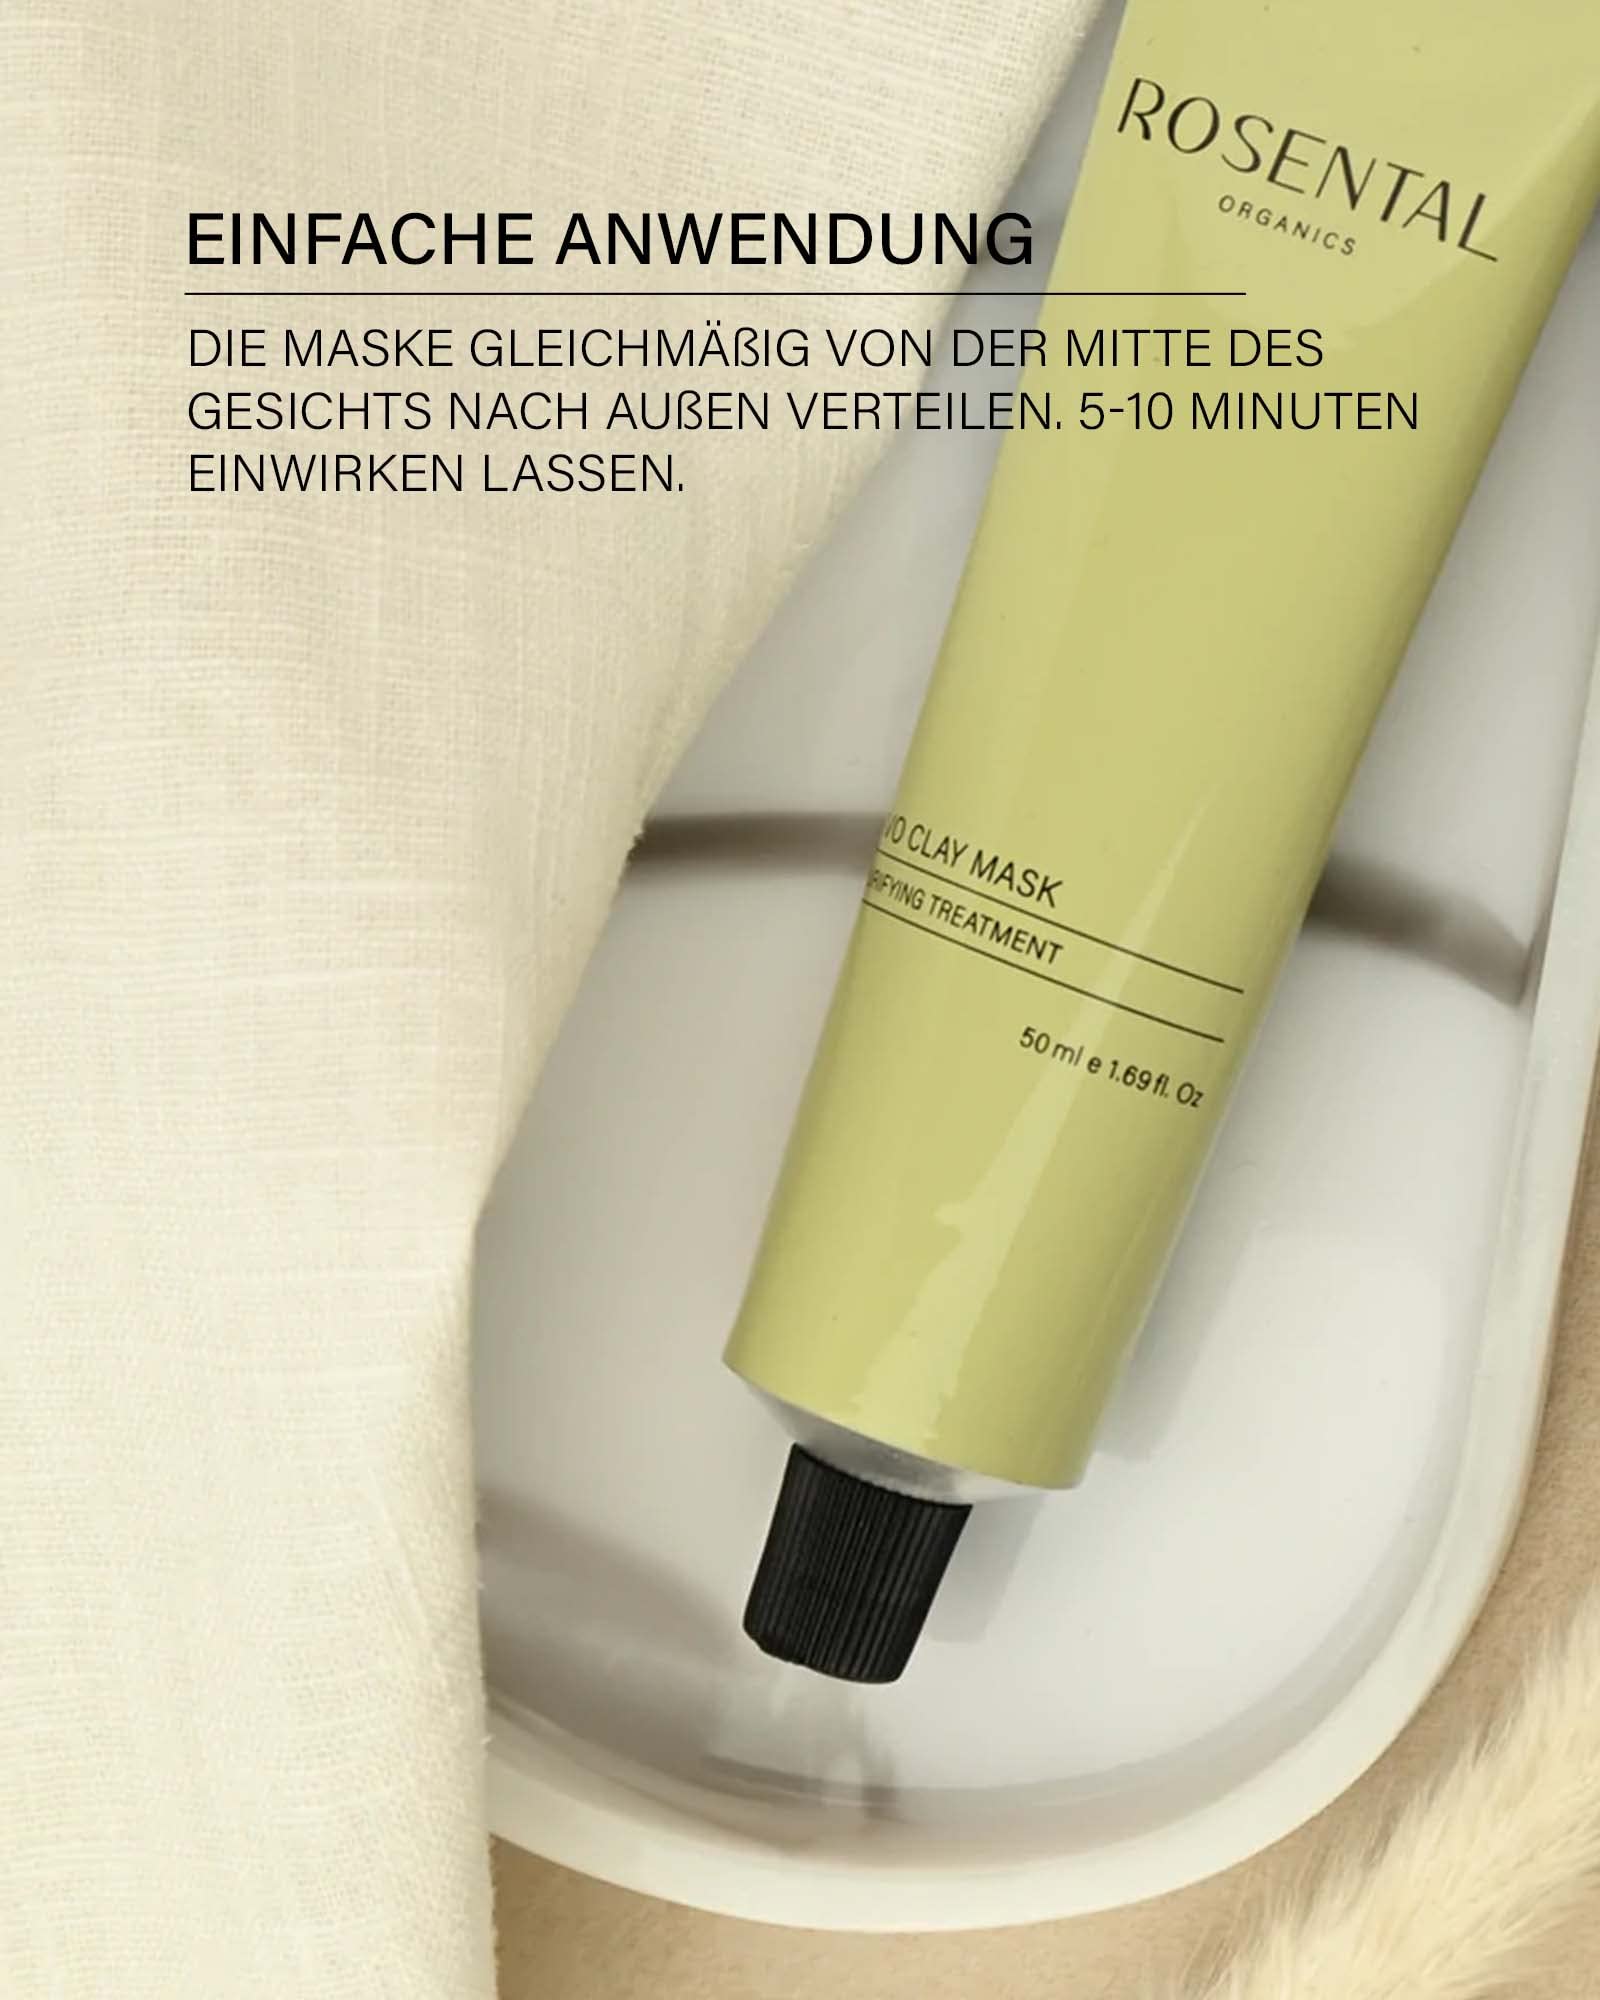 ROSENTAL
ORGANICS
EINFACHE ANWENDUNG
DIE MASKE GLEICHMÄßIG VON DER MITTE DES
GESICHTS NACH AUßEN VERTEILEN. 5-10 MINUTEN
EINWIRKEN LASSEN.
CLAY MASK
TREATMENT
50 ml e 1.69 fl. Oz